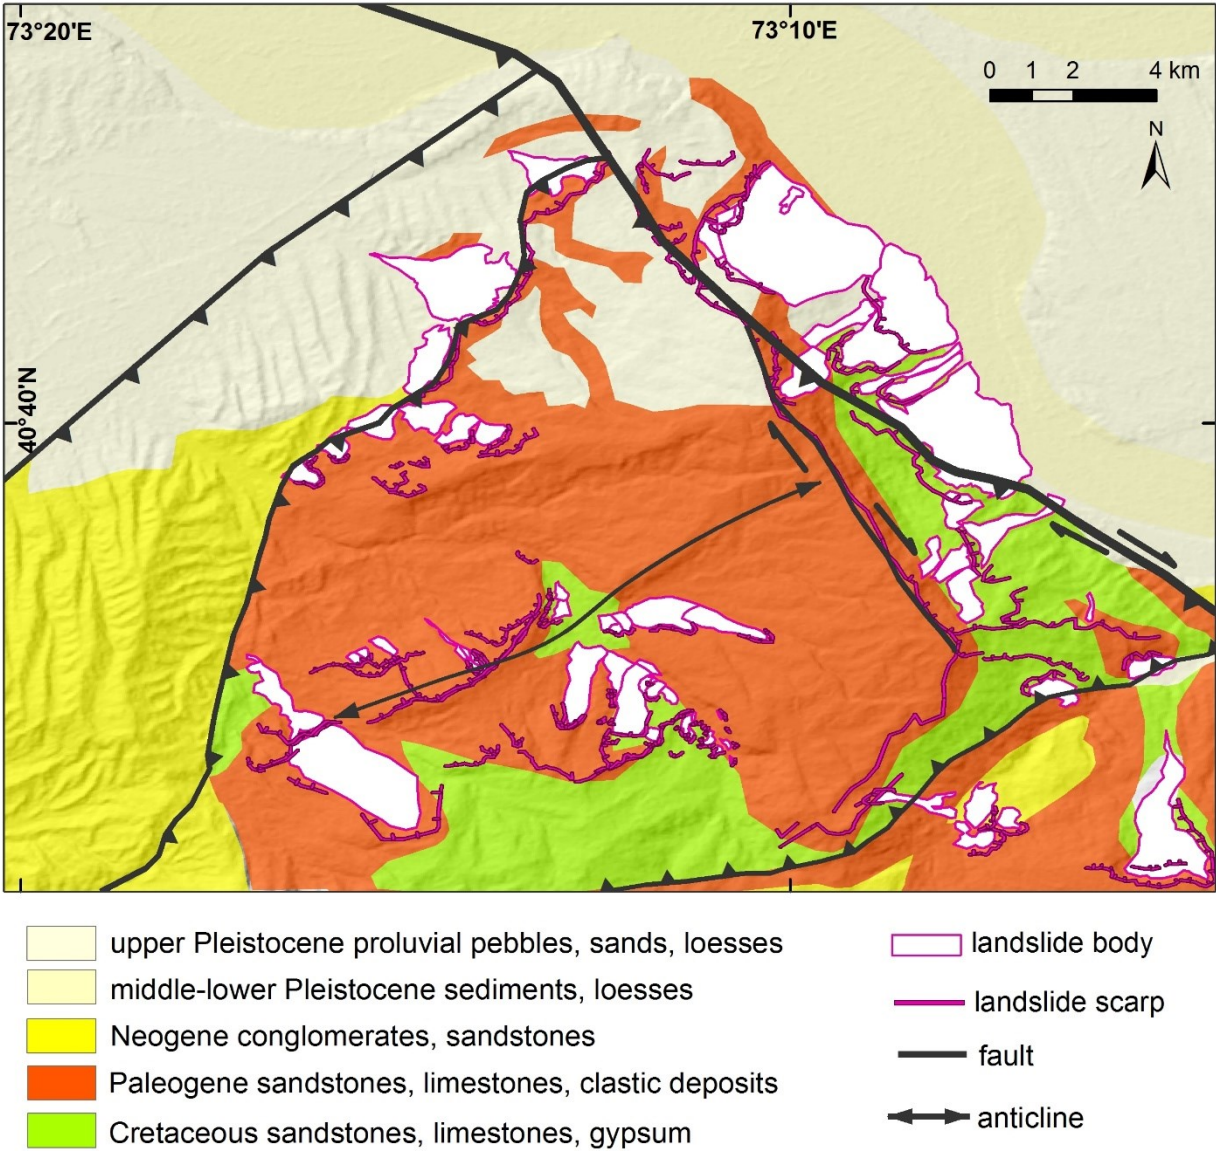 73°20'E
73°10'E
0 1 2 4 km
N
40°40'N
upper Pleistocene proluvial pebbles, sands, loesses
middle-lower Pleistocene sediments, loesses
Neogene conglomerates, sandstones
Paleogene sandstones, limestones, clastic deposits
Cretaceous sandstones, limestones, gypsum
landslide body
landslide scarp
fault
anticline